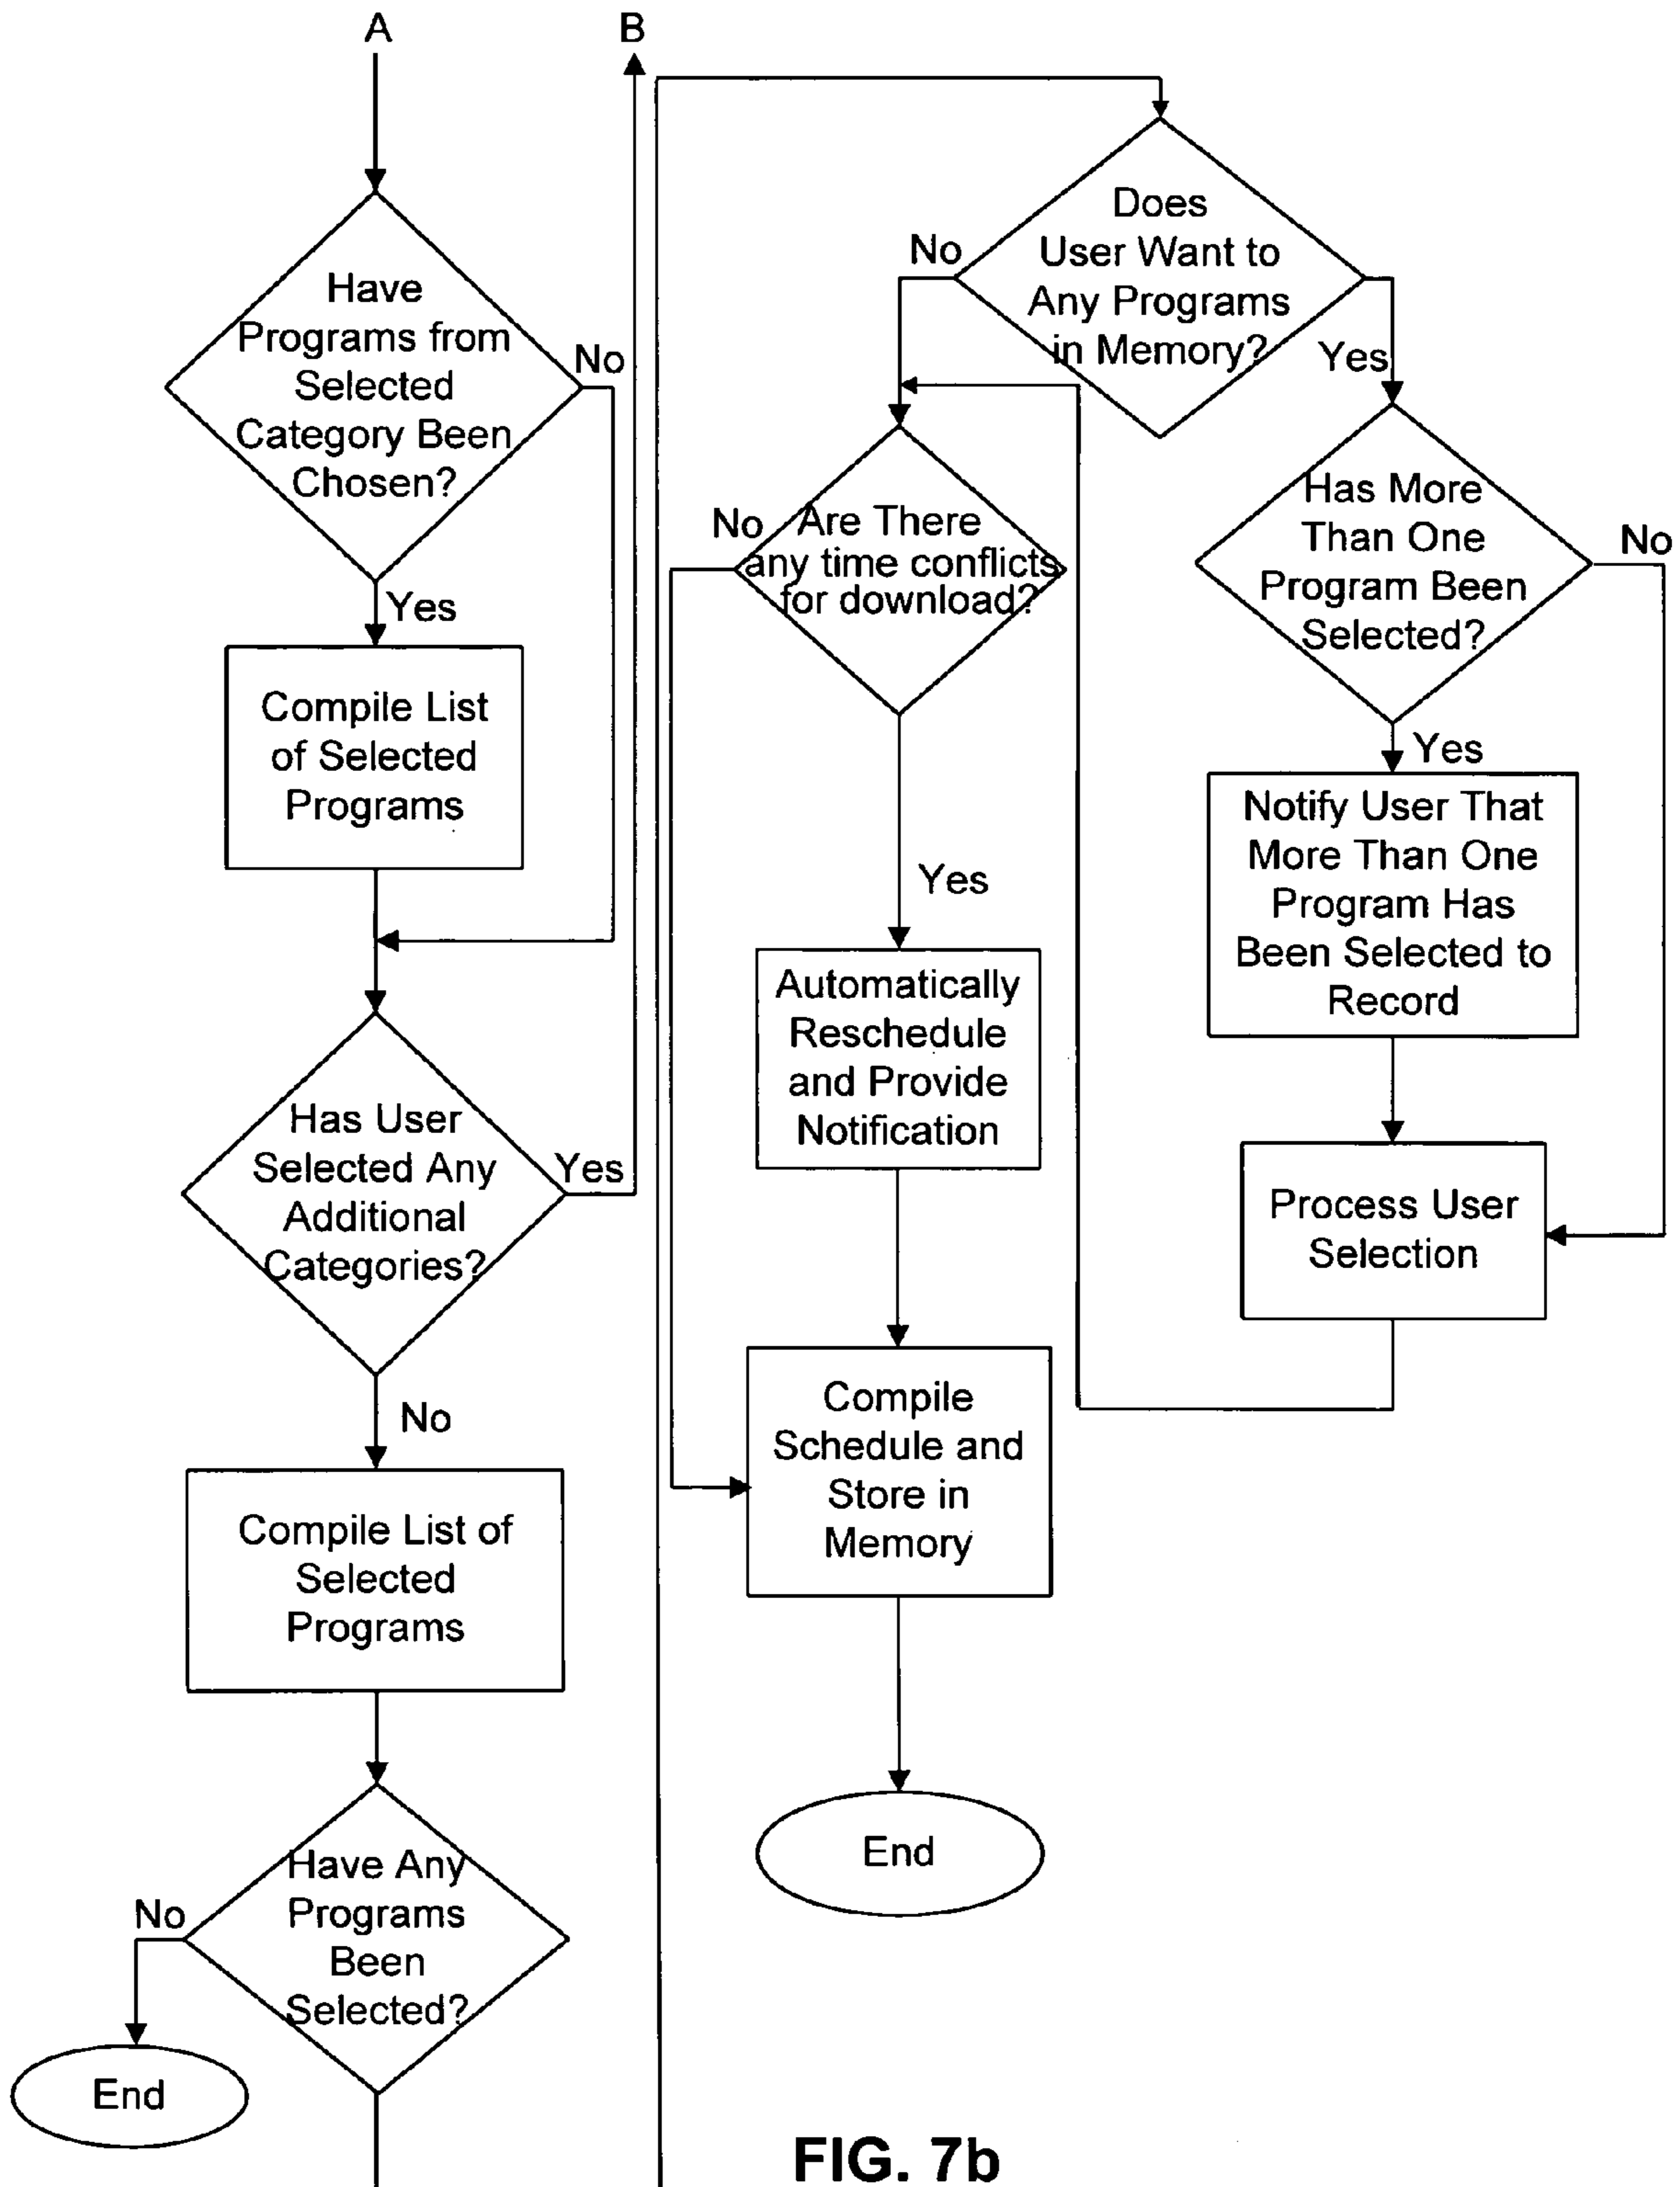 A
Have
Programs from
Selected
Category Been
Chosen?
No
Yes
Compile List
of Selected
Programs
Has User
Selected Any
Additional
Categories?
Yes
No
Compile List of
Selected
Programs
Have Any
Programs
Been
Selected?
No
End
B
Does
User Want to
Any Programs
in Memory?
No
Yes
Are There
any time conflicts
for download?
No
Yes
Automatically
Reschedule
and Provide
Notification
Compile
Schedule and
Store in
Memory
End
Has More
Than One
Program Been
Selected?
No
Yes
Notify User That
More Than One
Program Has
Been Selected to
Record
Process User
Selection
FIG. 7b